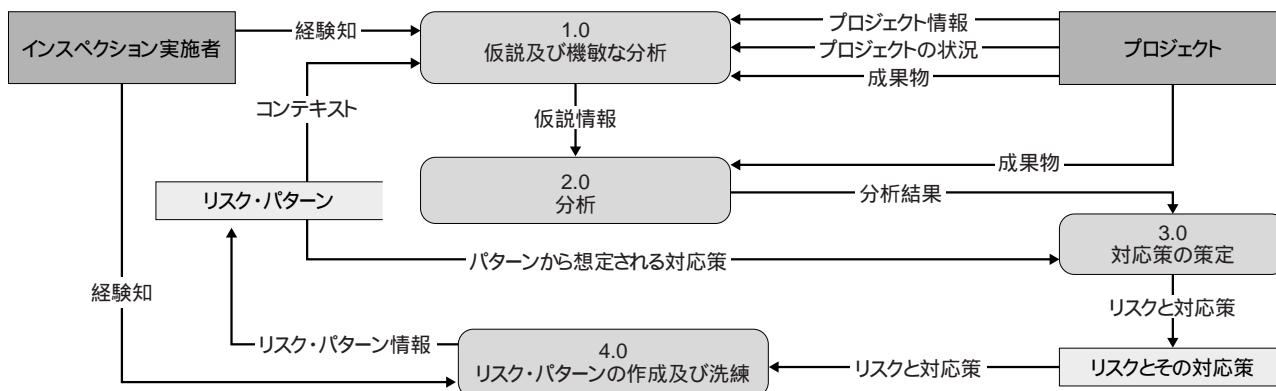 インスペクション実施者
経験知
1.0
仮説及び機敏な分析
プロジェクト情報
プロジェクトの状況
成果物
プロジェクト
コンテキスト
仮説情報
成果物
リスク・パターン
2.0
分析
分析結果
3.0
対応策の策定
パターンから想定される対応策
経験知
リスクと対応策
リスク・パターン情報
4.0
リスク・パターンの作成及び洗練
リスクと対応策
リスクとその対応策